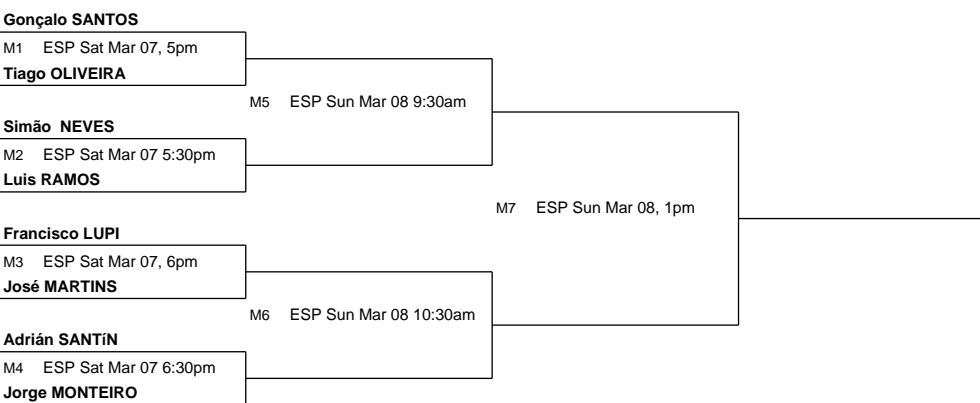 Gonçalo SANTOS
M1 ESP Sat Mar 07, 5pm
Tiago OLIVEIRA
M5 ESP Sun Mar 08 9:30am
Simão  NEVES
M2 ESP Sat Mar 07 5:30pm
Luis RAMOS
M7 ESP Sun Mar 08, 1pm
Francisco LUPI
M3 ESP Sat Mar 07, 6pm
José MARTINS
M6 ESP Sun Mar 08 10:30am
Adrián SANTíN
M4 ESP Sat Mar 07 6:30pm
Jorge MONTEIRO